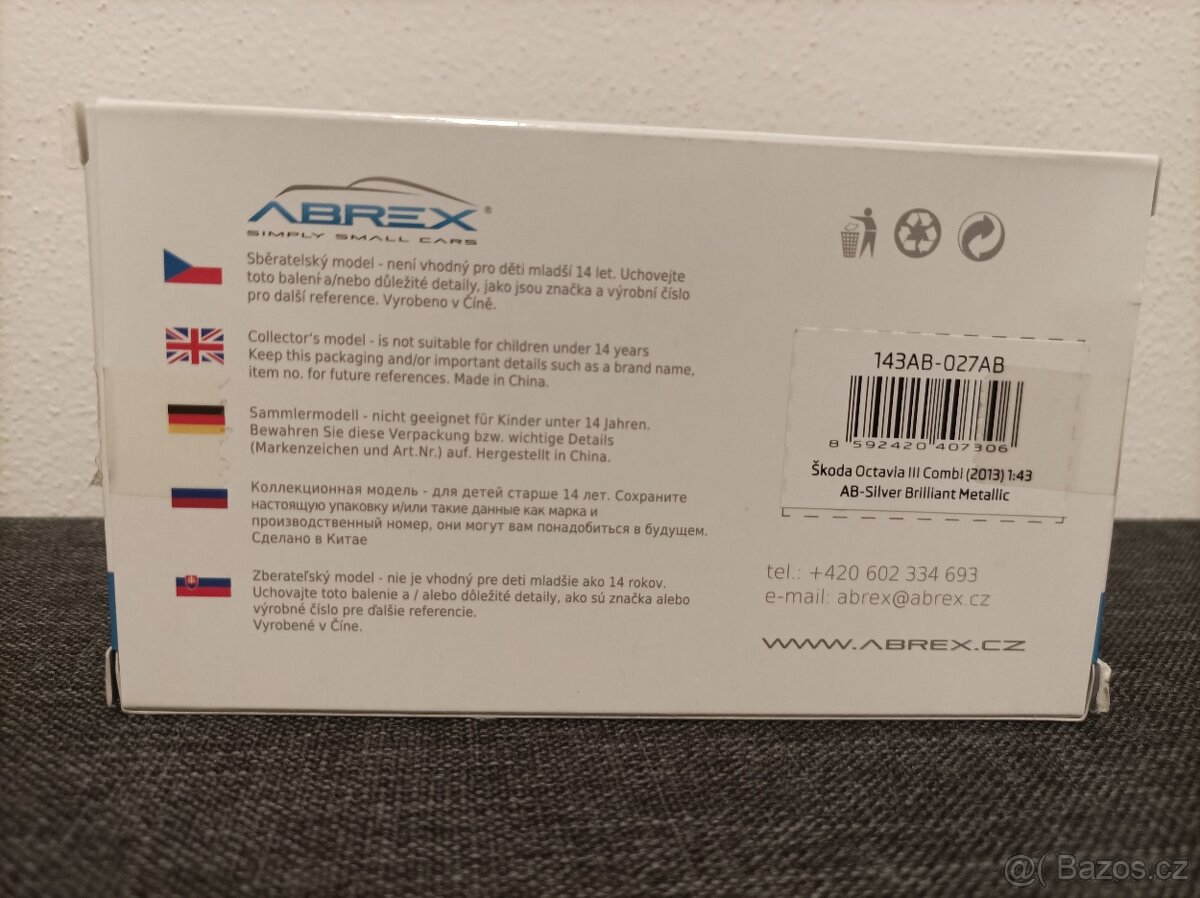 ABREX®
SIMPLY SMALL CARS
Sběratelský model - není vhodný pro děti mladší 14 let. Uchovejte
toto balení a/nebo důležité detaily, jako jsou značka a výrobní číslo
pro další reference. Vyrobeno v Číně.
Collector's model - is not suitable for children under 14 years
Keep this packaging and/or important details such as a brand name,
item no. for future references. Made in China.
Sammlermodell - nicht geeignet für Kinder unter 14 Jahren.
Bewahren Sie diese Verpackung bzw. wichtige Details
(Markenzeichen und Art.Nr.) auf. Hergestellt in China.
Коллекционная модель - для детей старше 14 лет. Сохраните
настоящую упаковку и/или такие данные как марка и
производственный номер, они могут вам понадобиться в будущем.
Сделано в Китае
Zberateľský model - nie je vhodný pre deti mladšie ako 14 rokov.
Uchovajte toto balenie a / alebo dôležité detaily, ako sú značka alebo
výrobné číslo pre ďalšie referencie.
Vyrobené v Číne.
143AB-027AB
8 592420 407306
Škoda Octavia III Combi (2013) 1:43
AB-Silver Brilliant Metallic
tel.: +420 602 334 693
e-mail: abrex@abrex.cz
WWW.ABREX.CZ
@( Bazos.cz